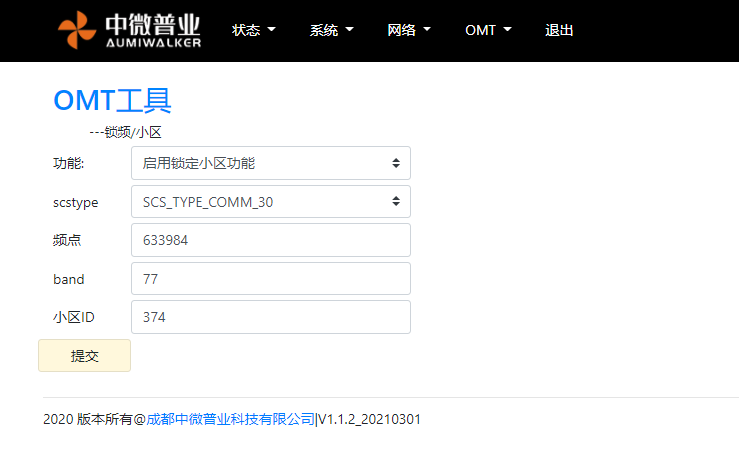 中微普业
AUMIWALKER
状态 系统 网络 OMT 退出
OMT工具
---锁频/小区
功能: 启用锁定小区功能
scstype SCS_TYPE_COMM_30
频点 633984
band 77
小区ID 374
提交
2020 版本所有@成都中微普业科技有限公司|V1.1.2_20210301